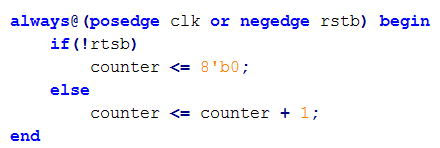 always@(posedge clk or negedge rstb) begin
    if(!rtsb)
        counter <= 8'b0;
    else
        counter <= counter + 1;
end